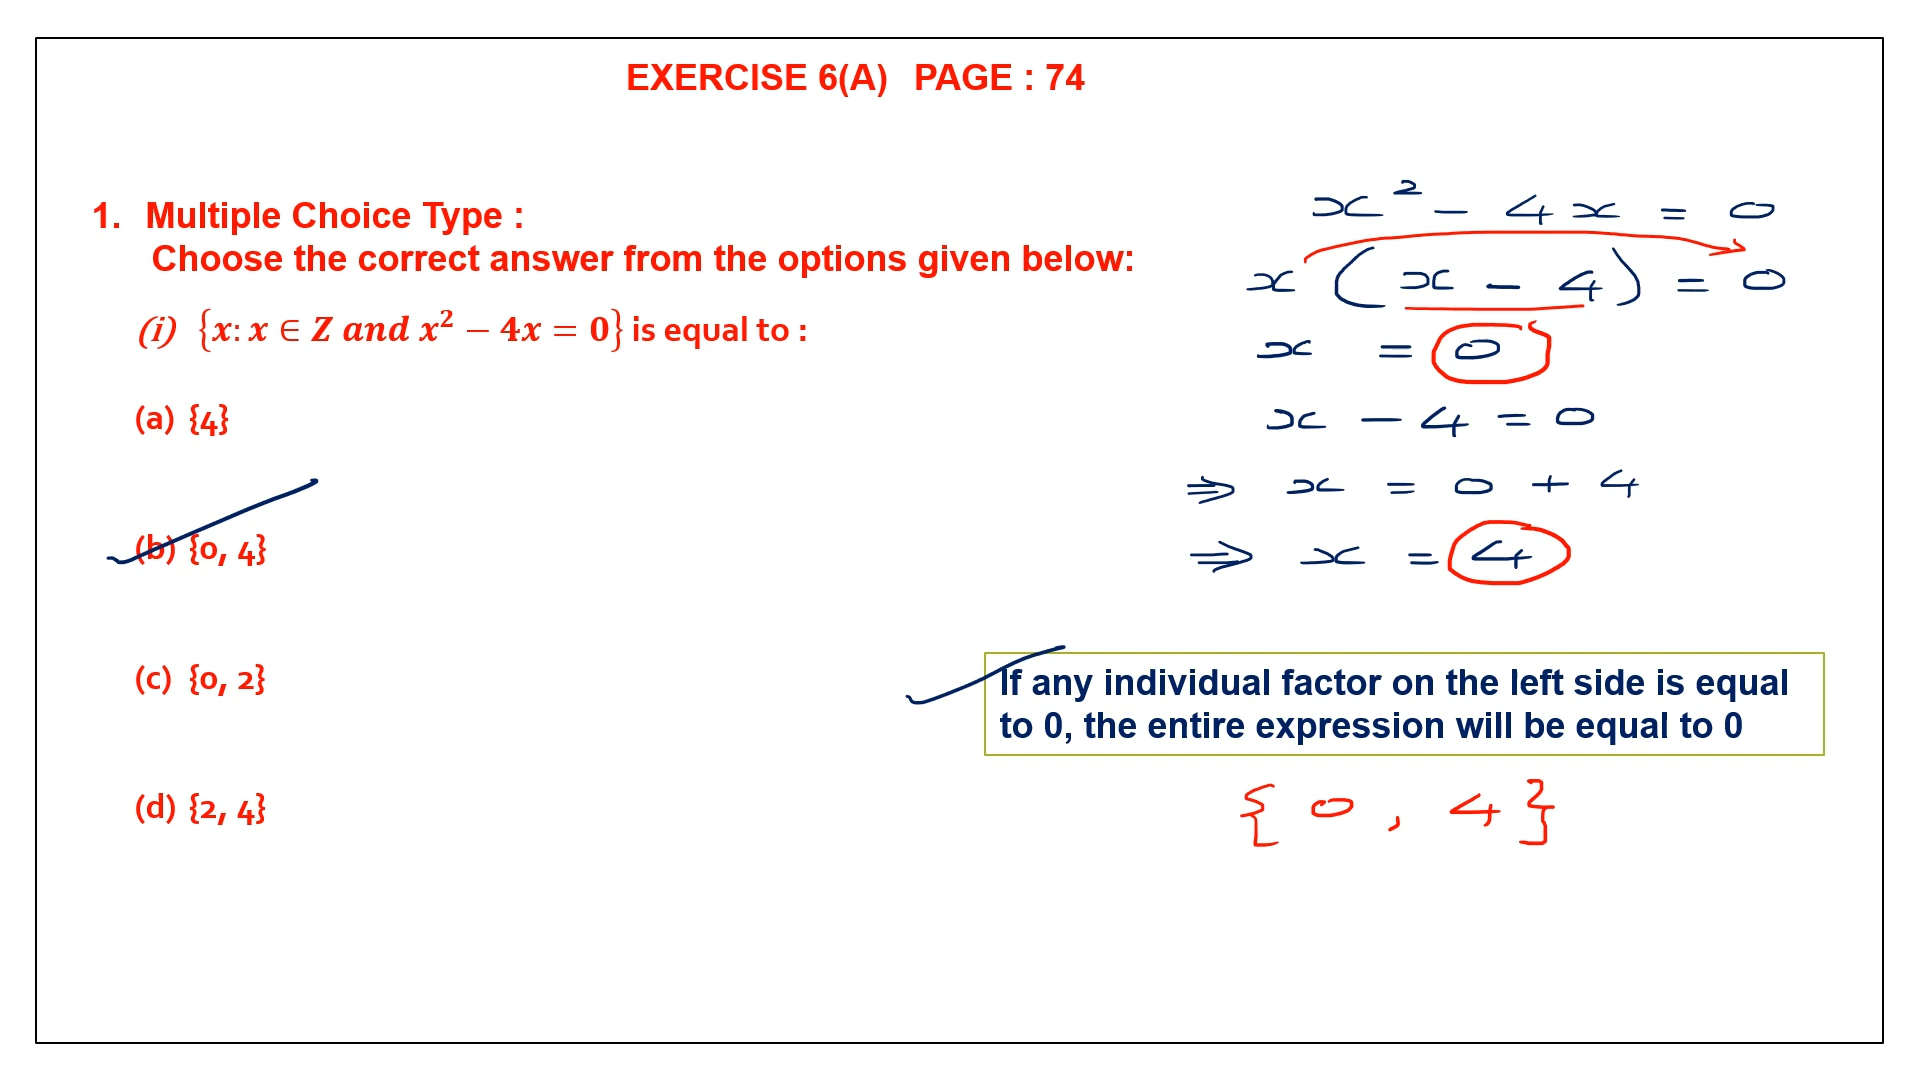 EXERCISE 6(A) PAGE : 74
1. Multiple Choice Type :
Choose the correct answer from the options given below:
(i) {x: x ∈ Z and x² − 4x = 0} is equal to :
(a) {4}
(b) {0, 4}
(c) {0, 2}
(d) {2, 4}
x² − 4x = 0
x (x − 4) = 0
x = 0
x − 4 = 0
⇒ x = 0 + 4
⇒ x = 4
If any individual factor on the left side is equal
to 0, the entire expression will be equal to 0
{ 0 , 4 }